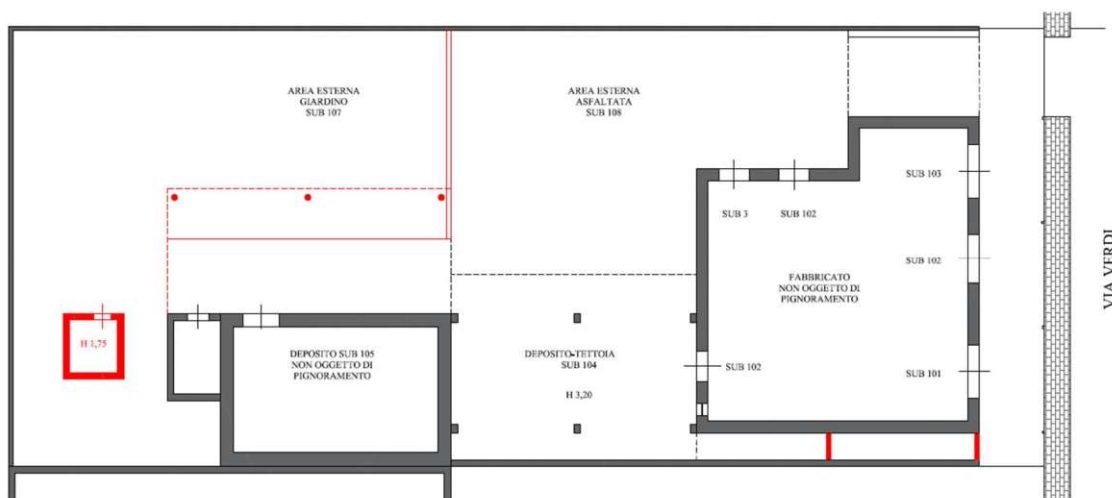 AREA ESTERNA
GIARDINO
SUB 107
AREA ESTERNA
ASFALTATA
SUB 108
SUB 103
SUB 3
SUB 102
SUB 102
FABBRICATO
NON OGGETTO DI
PIGNORAMENTO
VIA VERDI
H 1,75
DEPOSITO SUB 105
NON OGGETTO DI
PIGNORAMENTO
DEPOSITO-TETTOIA
SUB 104
H 3,20
SUB 102
SUB 101